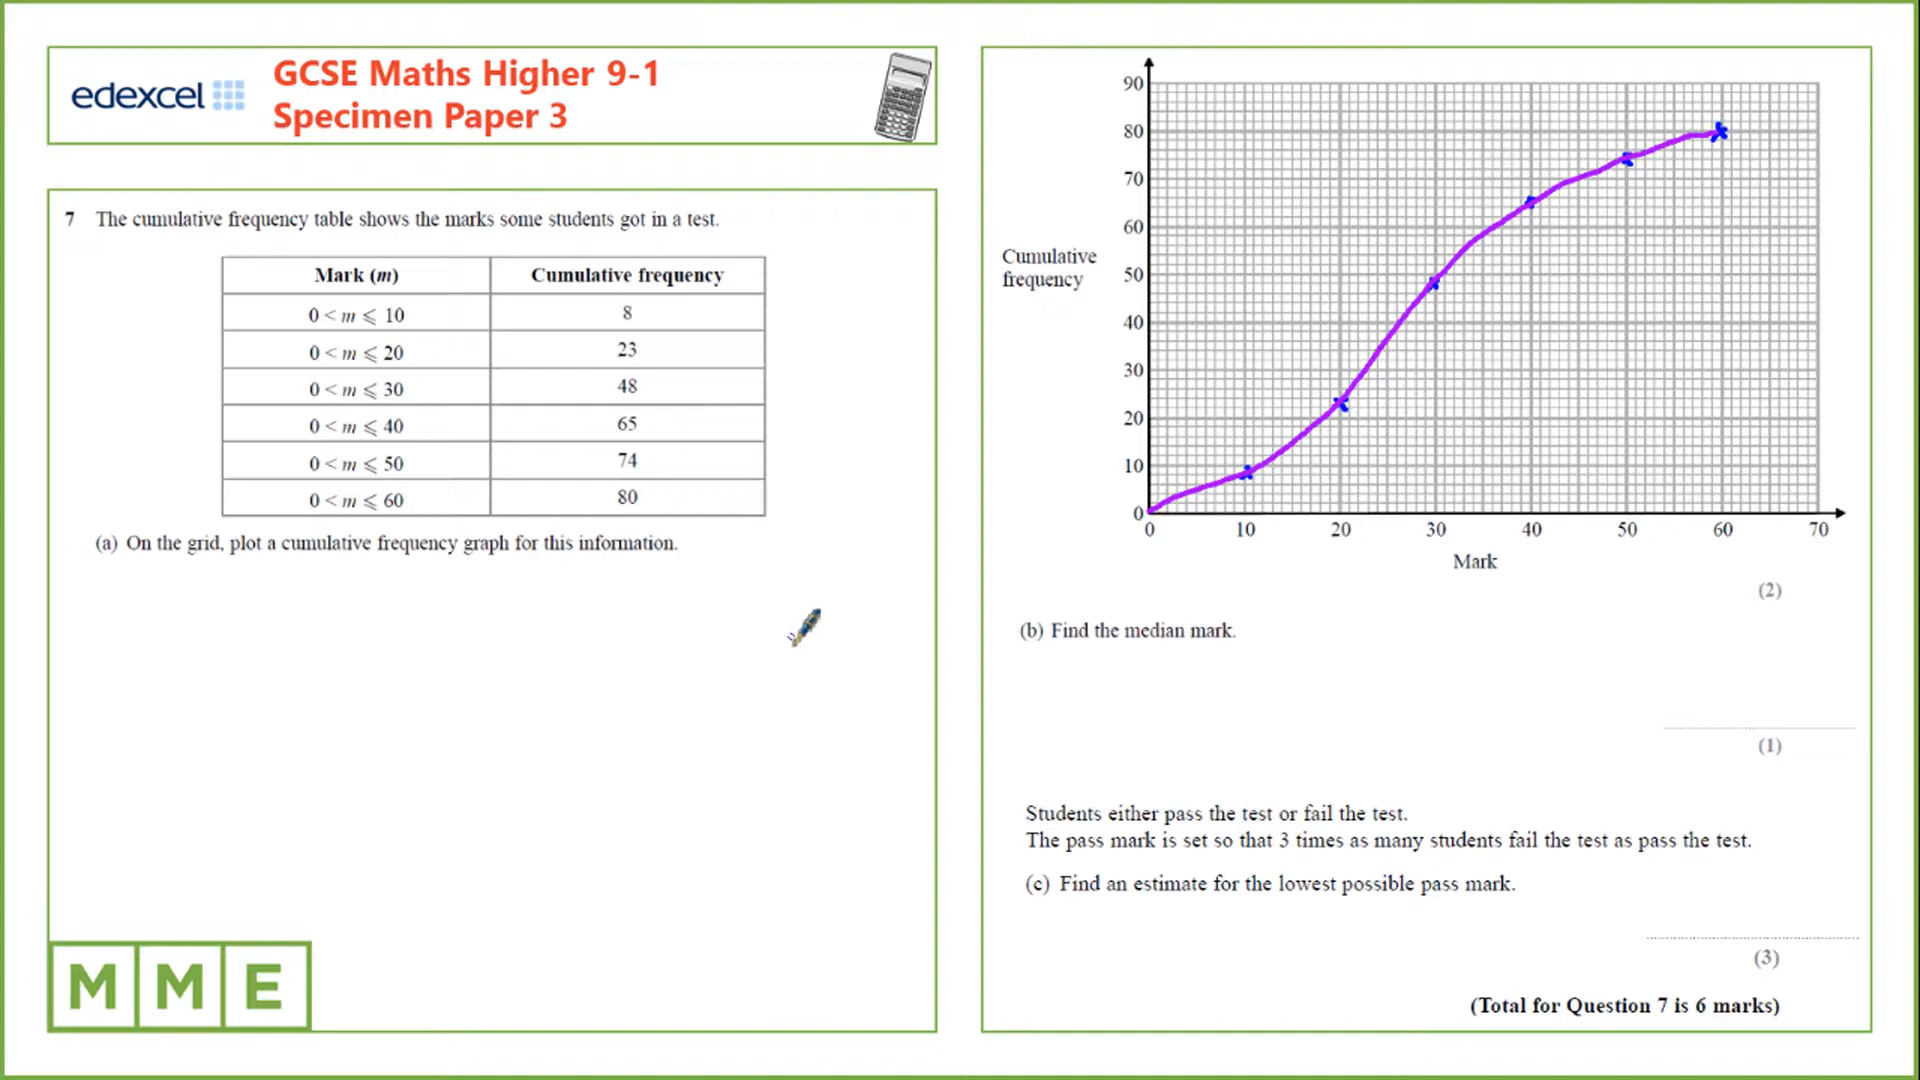 edexcel
GCSE Maths Higher 9-1
Specimen Paper 3
7 The cumulative frequency table shows the marks some students got in a test.
Mark (m) Cumulative frequency
0 < m ⩽ 10 8
0 < m ⩽ 20 23
0 < m ⩽ 30 48
0 < m ⩽ 40 65
0 < m ⩽ 50 74
0 < m ⩽ 60 80
(a) On the grid, plot a cumulative frequency graph for this information.
MME
90
80
70
60
Cumulative
frequency
50
40
30
20
10
0
0 10 20 30 40 50 60 70
Mark
(2)
(b) Find the median mark.
(1)
Students either pass the test or fail the test.
The pass mark is set so that 3 times as many students fail the test as pass the test.
(c) Find an estimate for the lowest possible pass mark.
(3)
(Total for Question 7 is 6 marks)